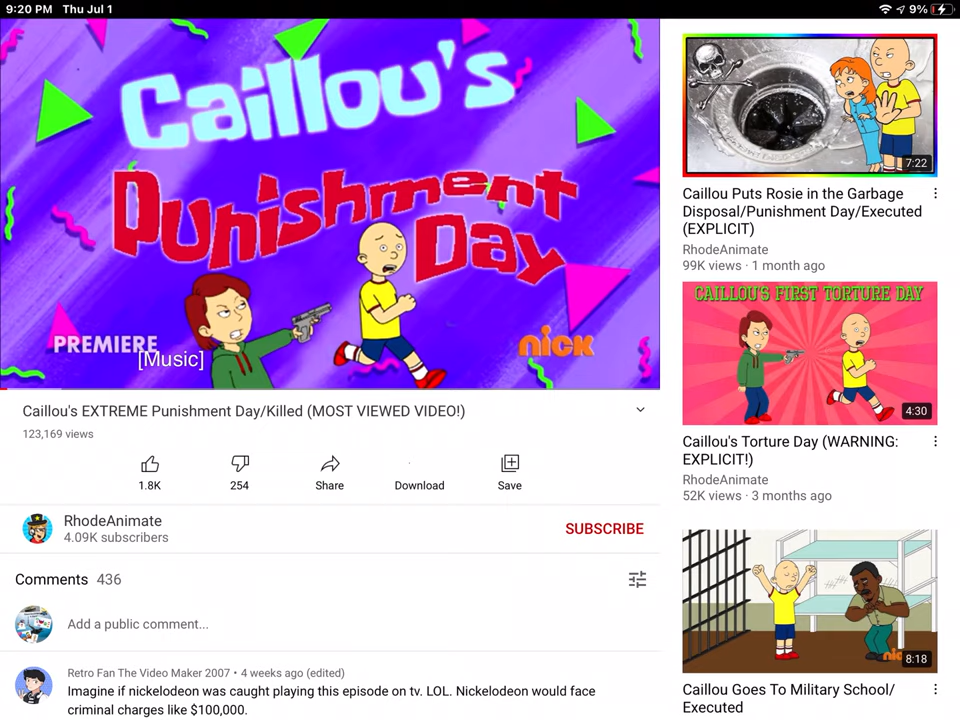 9:20 PM Thu Jul 1
9%
Caillou's
Punishment
Day
PREMIERE
[Music]
nick
Caillou's EXTREME Punishment Day/Killed (MOST VIEWED VIDEO!)
123,169 views
1.8K
254
Share
Download
Save
RhodeAnimate
4.09K subscribers
SUBSCRIBE
Comments 436
Add a public comment...
Retro Fan The Video Maker 2007 • 4 weeks ago (edited)
Imagine if nickelodeon was caught playing this episode on tv. LOL. Nickelodeon would face
criminal charges like $100,000.
7:22
Caillou Puts Rosie in the Garbage
Disposal/Punishment Day/Executed
(EXPLICIT)
RhodeAnimate
99K views · 1 month ago
CAILLOU'S FIRST TORTURE DAY
4:30
Caillou's Torture Day (WARNING:
EXPLICIT!)
RhodeAnimate
52K views · 3 months ago
nick
8:18
Caillou Goes To Military School/
Executed